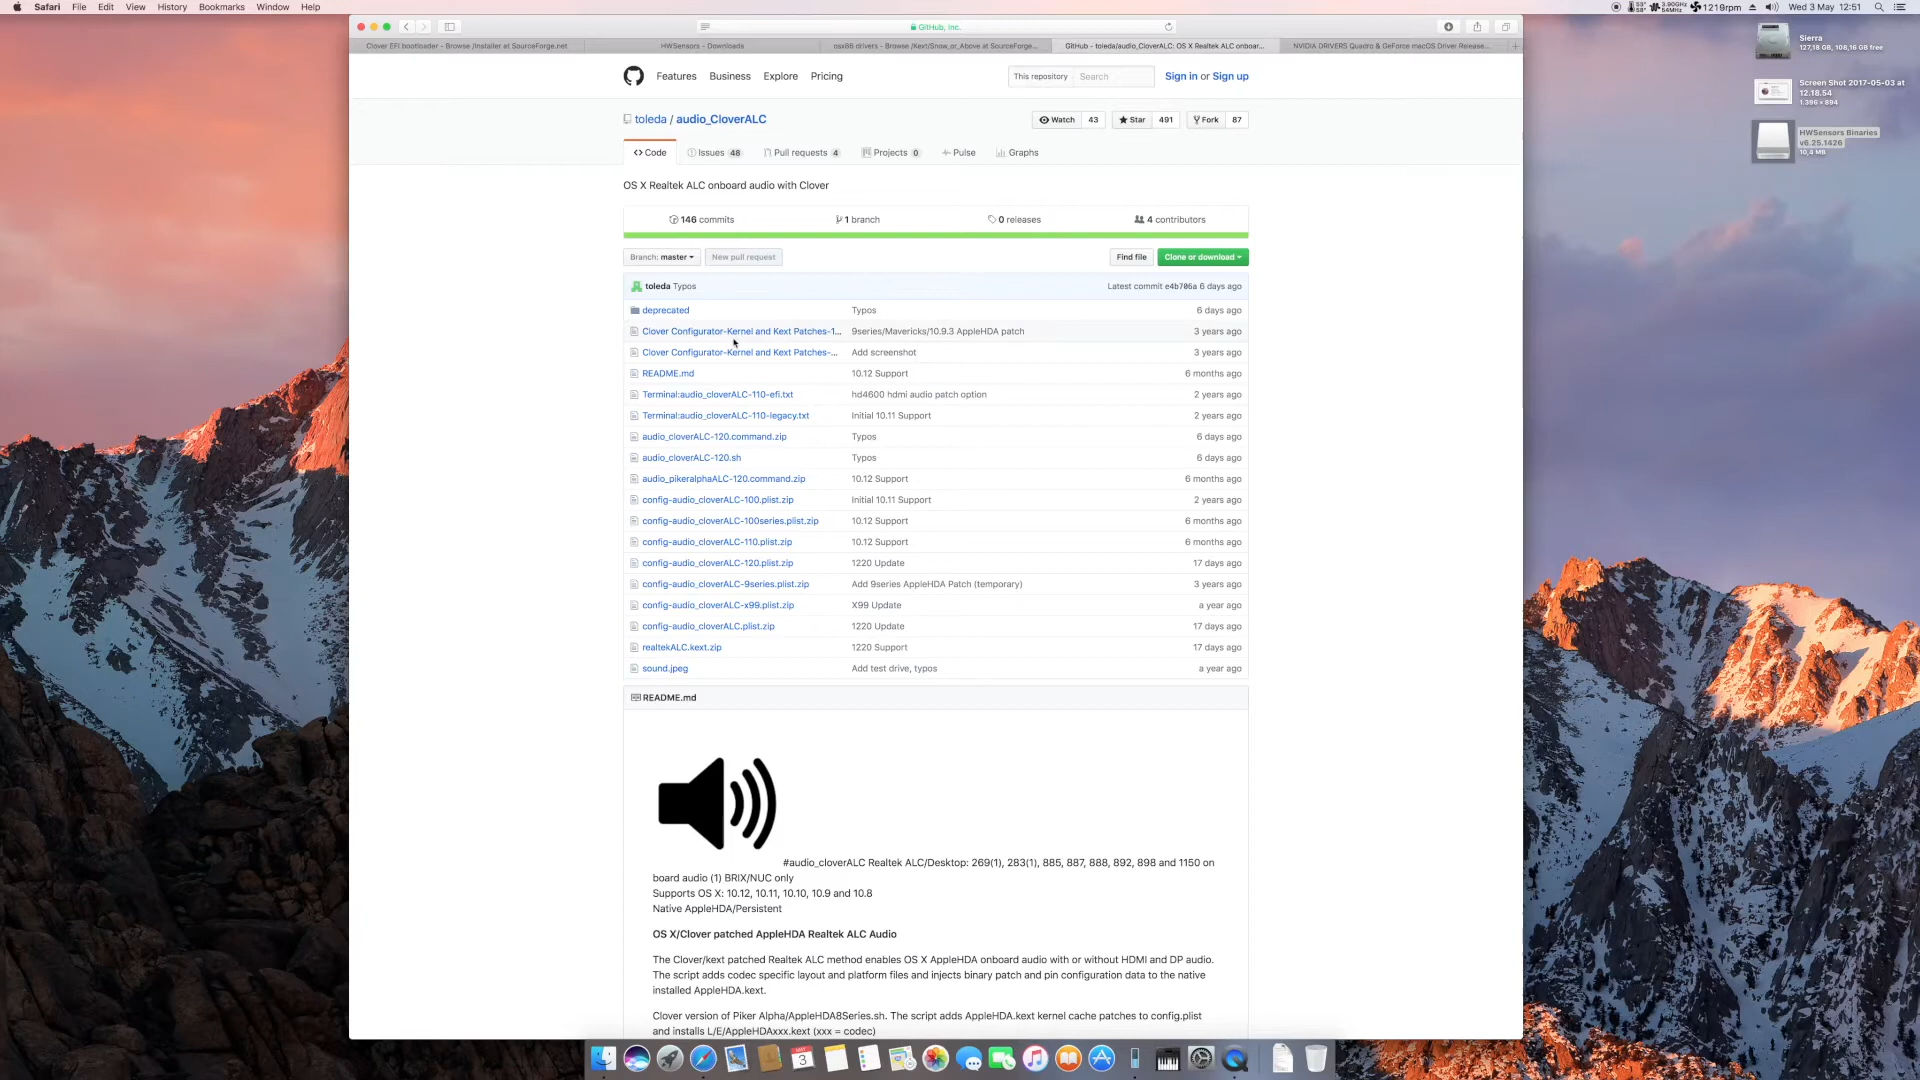 Safari File Edit View History Bookmarks Window Help
1219rpm Wed 3 May 12:51
GitHub, Inc.
Clover EFI bootloader - Browse /Installer at SourceForge.net
HWSensors - Downloads
osx86 drivers - Browse /Kext/Snow_or_Above at SourceForge...
GitHub - toleda/audio_CloverALC: OS X Realtek ALC onboar...
NVIDIA DRIVERS Quadro & GeForce macOS Driver Release...
Sierra
127,18 GB, 108,16 GB free
Screen Shot 2017-05-03 at
12.18.54
1.396 × 894
HWSensors Binaries
v6.25.1426
10,4 MB
Features Business Explore Pricing
This repository Search
Sign in or Sign up
toleda / audio_CloverALC
Watch 43 Star 491 Fork 87
Code Issues 48 Pull requests 4 Projects 0 Pulse Graphs
OS X Realtek ALC onboard audio with Clover
146 commits 1 branch 0 releases 4 contributors
Branch: master New pull request Find file Clone or download
toleda Typos Latest commit e4b706a 6 days ago
deprecated Typos 6 days ago
Clover Configurator-Kernel and Kext Patches-1... 9series/Mavericks/10.9.3 AppleHDA patch 3 years ago
Clover Configurator-Kernel and Kext Patches-... Add screenshot 3 years ago
README.md 10.12 Support 6 months ago
Terminal:audio_cloverALC-110-efi.txt hd4600 hdmi audio patch option 2 years ago
Terminal:audio_cloverALC-110-legacy.txt Initial 10.11 Support 2 years ago
audio_cloverALC-120.command.zip Typos 6 days ago
audio_cloverALC-120.sh Typos 6 days ago
audio_pikeralphaALC-120.command.zip 10.12 Support 6 months ago
config-audio_cloverALC-100.plist.zip Initial 10.11 Support 2 years ago
config-audio_cloverALC-100series.plist.zip 10.12 Support 6 months ago
config-audio_cloverALC-110.plist.zip 10.12 Support 6 months ago
config-audio_cloverALC-120.plist.zip 1220 Update 17 days ago
config-audio_cloverALC-9series.plist.zip Add 9series AppleHDA Patch (temporary) 3 years ago
config-audio_cloverALC-x99.plist.zip X99 Update a year ago
config-audio_cloverALC.plist.zip 1220 Update 17 days ago
realtekALC.kext.zip 1220 Support 17 days ago
sound.jpeg Add test drive, typos a year ago
README.md
#audio_cloverALC Realtek ALC/Desktop: 269(1), 283(1), 885, 887, 888, 892, 898 and 1150 on
board audio (1) BRIX/NUC only
Supports OS X: 10.12, 10.11, 10.10, 10.9 and 10.8
Native AppleHDA/Persistent
OS X/Clover patched AppleHDA Realtek ALC Audio
The Clover/kext patched Realtek ALC method enables OS X AppleHDA onboard audio with or without HDMI and DP audio.
The script adds codec specific layout and platform files and injects binary patch and pin configuration data to the native
installed AppleHDA.kext.
Clover version of Piker Alpha/AppleHDA8Series.sh. The script adds AppleHDA.kext kernel cache patches to config.plist
and installs L/E/AppleHDAxxx.kext (xxx = codec)